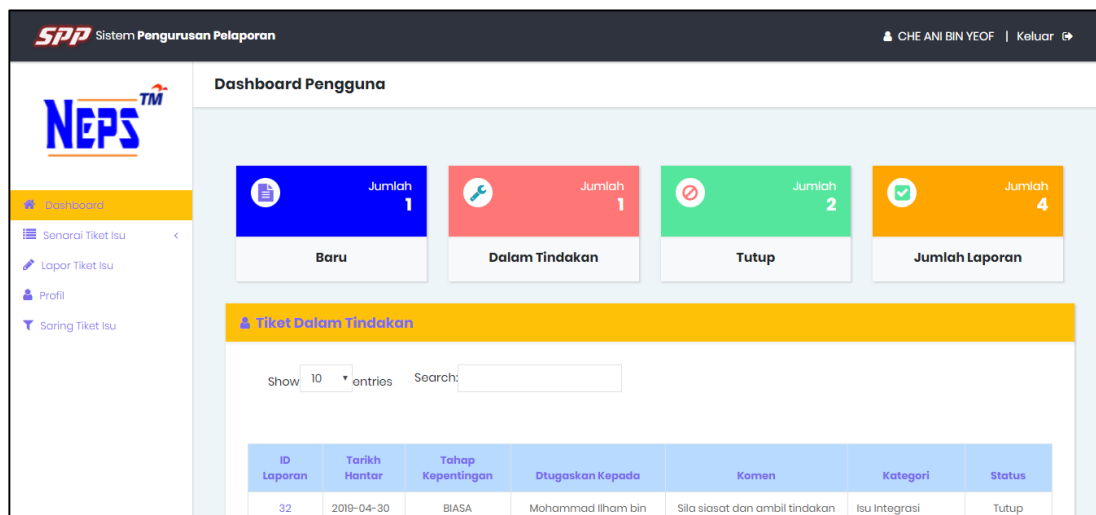 SPP Sistem Pengurusan Pelaporan
CHE ANI BIN YEOF | Keluar
NEPS TM
Dashboard Pengguna
Dashboard
Senarai Tiket Isu
Lapor Tiket Isu
Profil
Saring Tiket Isu
Jumlah
1
Baru
Jumlah
1
Dalam Tindakan
Jumlah
2
Tutup
Jumlah
4
Jumlah Laporan
Tiket Dalam Tindakan
Show 10 entries Search:
ID Laporan
Tarikh Hantar
Tahap Kepentingan
Dtugaskan Kepada
Komen
Kategori
Status
32 2019-04-30 BIASA Mohammad Ilham bin Sila siasat dan ambil tindakan Isu Integrasi Tutup